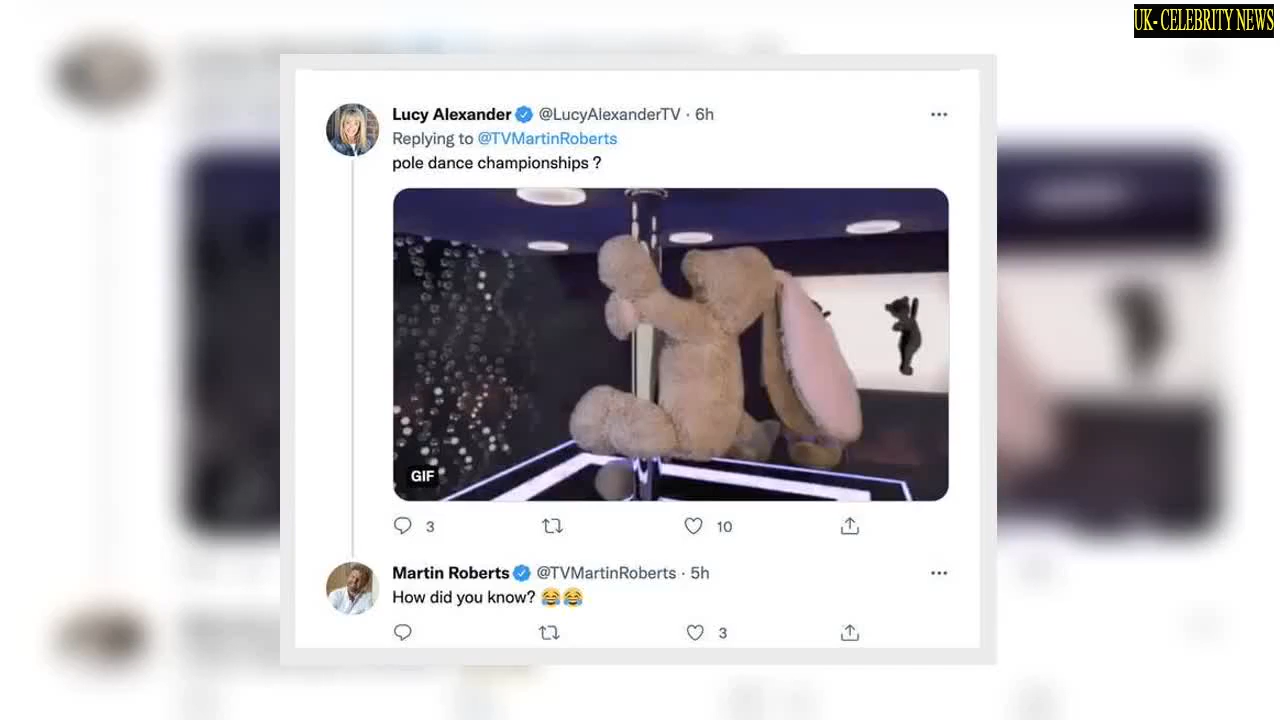 UK- CELEBRITY NEWS
Lucy Alexander @LucyAlexanderTV · 6h
Replying to @TVMartinRoberts
pole dance championships ?
GIF
3 10
Martin Roberts @TVMartinRoberts · 5h
How did you know? 😂😂
3